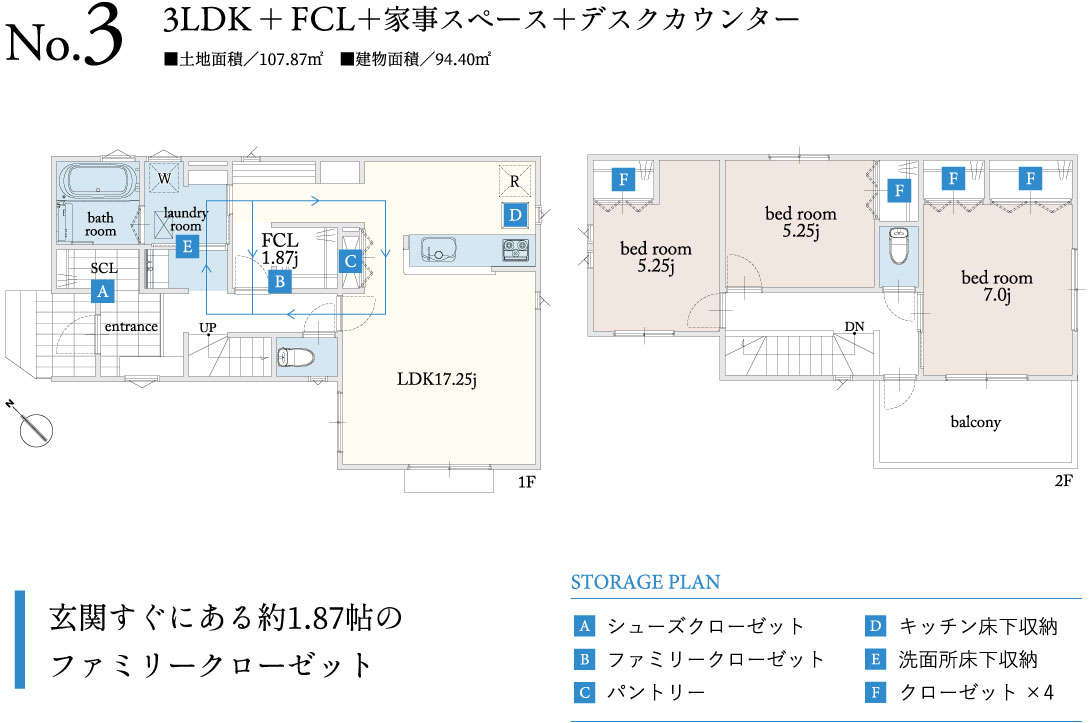 No.3
3LDK + FCL+家事スペース+デスクカウンター
■土地面積/107.87㎡ ■建物面積/94.40㎡
W
R
D
bath
room
laundry
room
E
FCL
1.87j
C
B
SCL
A
entrance
UP
LDK17.25j
N
1F
F
F
F
F
bed room
5.25j
bed room
5.25j
bed room
7.0j
DN
balcony
2F
玄関すぐにある約1.87帖の
ファミリークローゼット
STORAGE PLAN
A シューズクローゼット
B ファミリークローゼット
C パントリー
D キッチン床下収納
E 洗面所床下収納
F クローゼット ×4